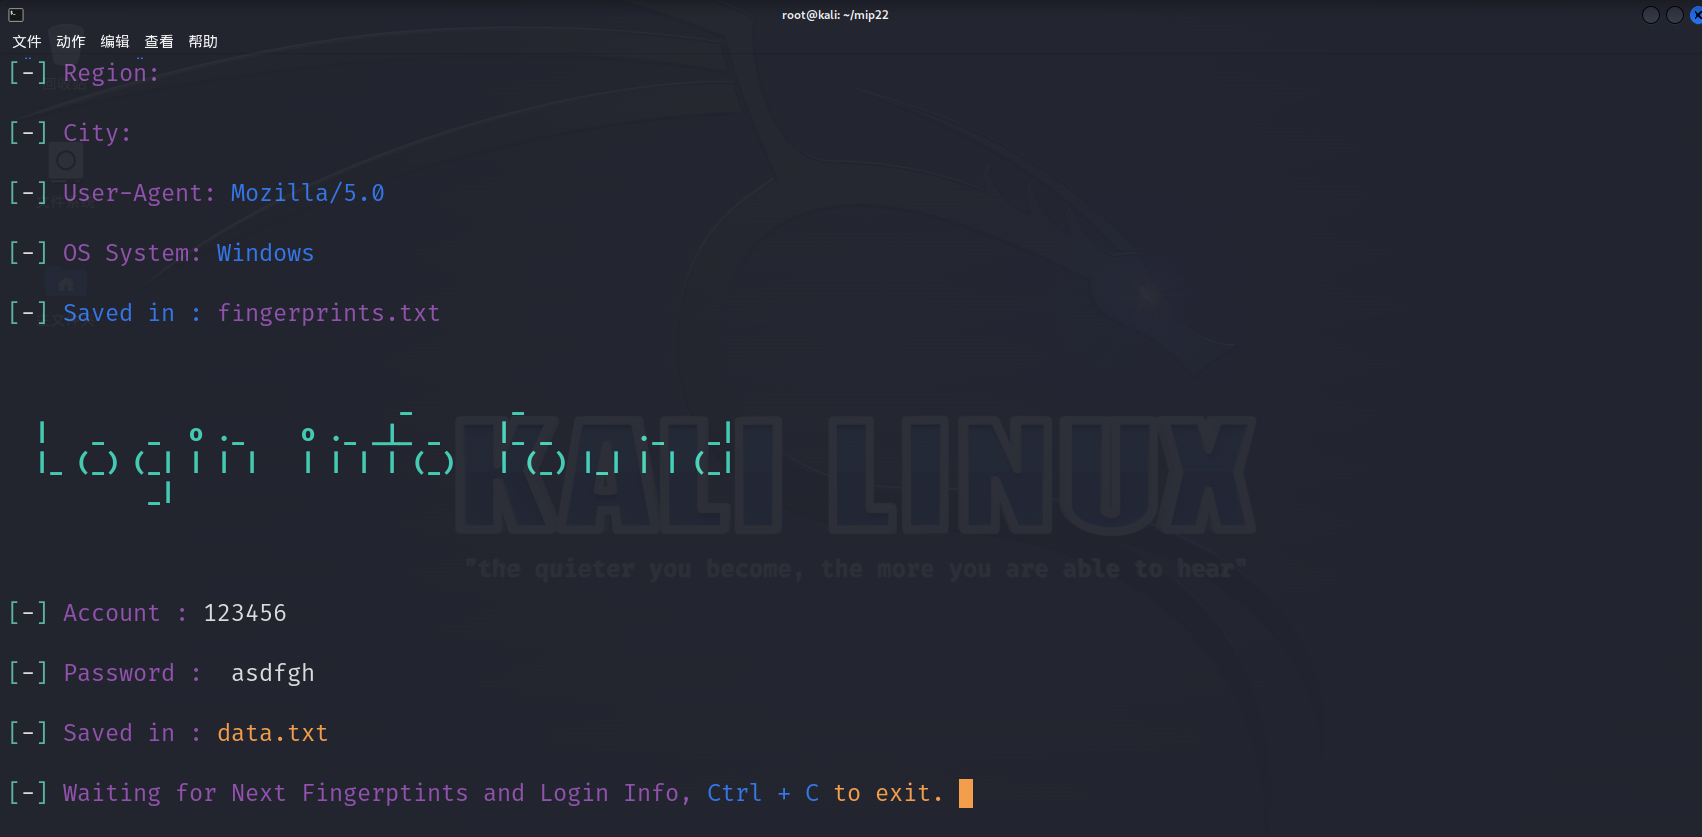 root@kali: ~/mip22
文件 动作 编辑 查看 帮助
[-] Region:
[-] City:
[-] User-Agent: Mozilla/5.0
[-] OS System: Windows
[-] Saved in : fingerprints.txt
Login info found
KALI LINUX
"the quieter you become, the more you are able to hear"
[-] Account : 123456
[-] Password :  asdfgh
[-] Saved in : data.txt
[-] Waiting for Next Fingerptints and Login Info, Ctrl + C to exit.